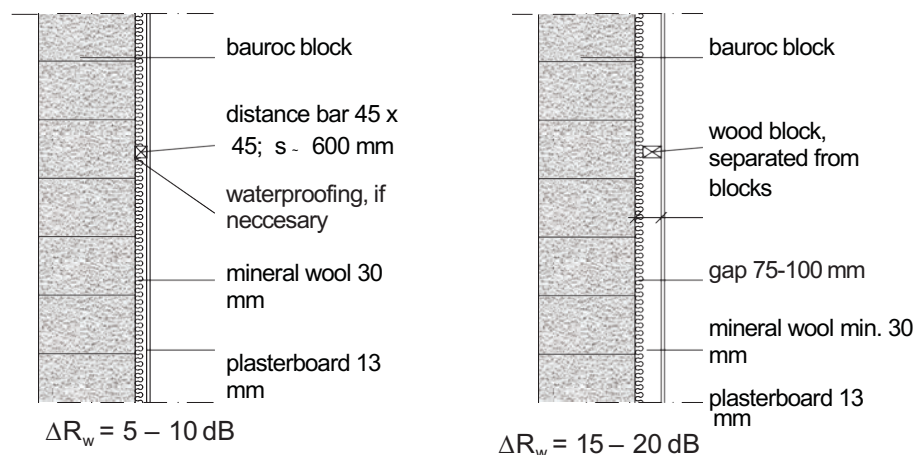 bauroc block
distance bar 45 x
45; s ~ 600 mm
waterproofing, if
neccesary
mineral wool 30
mm
plasterboard 13
mm
ΔRw = 5 – 10 dB
bauroc block
wood block,
separated from
blocks
gap 75-100 mm
mineral wool min. 30
mm
plasterboard 13
mm
ΔRw = 15 – 20 dB